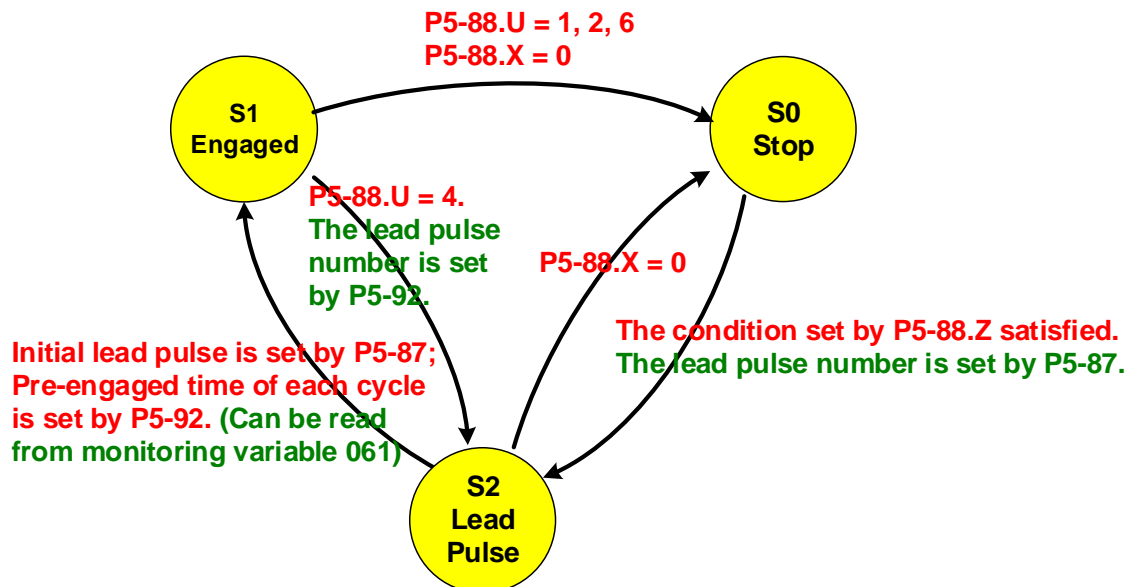 P5-88.U = 1, 2, 6
P5-88.X = 0
S1
Engaged
S0
Stop
P5-88.U = 4.
The lead pulse
number is set
by P5-92.
P5-88.X = 0
The condition set by P5-88.Z satisfied.
The lead pulse number is set by P5-87.
Initial lead pulse is set by P5-87;
Pre-engaged time of each cycle
is set by P5-92. (Can be read
from monitoring variable 061)
S2
Lead
Pulse